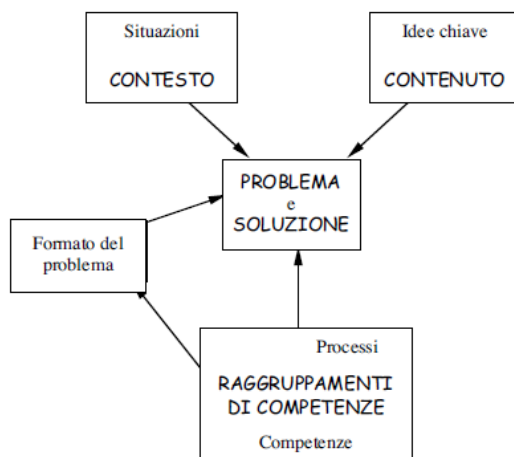 Situazioni
CONTESTO
Idee chiave
CONTENUTO
PROBLEMA
e
SOLUZIONE
Formato del
problema
Processi
RAGGRUPPAMENTI
DI COMPETENZE
Competenze